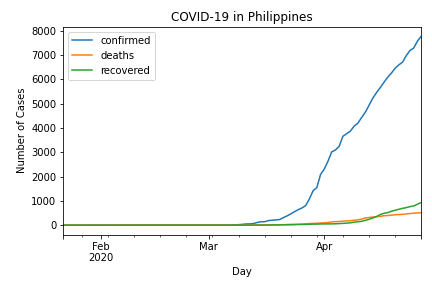 COVID-19 in Philippines
confirmed
deaths
recovered
Number of Cases
8000
7000
6000
5000
4000
3000
2000
1000
0
Feb
2020
Mar
Apr
Day